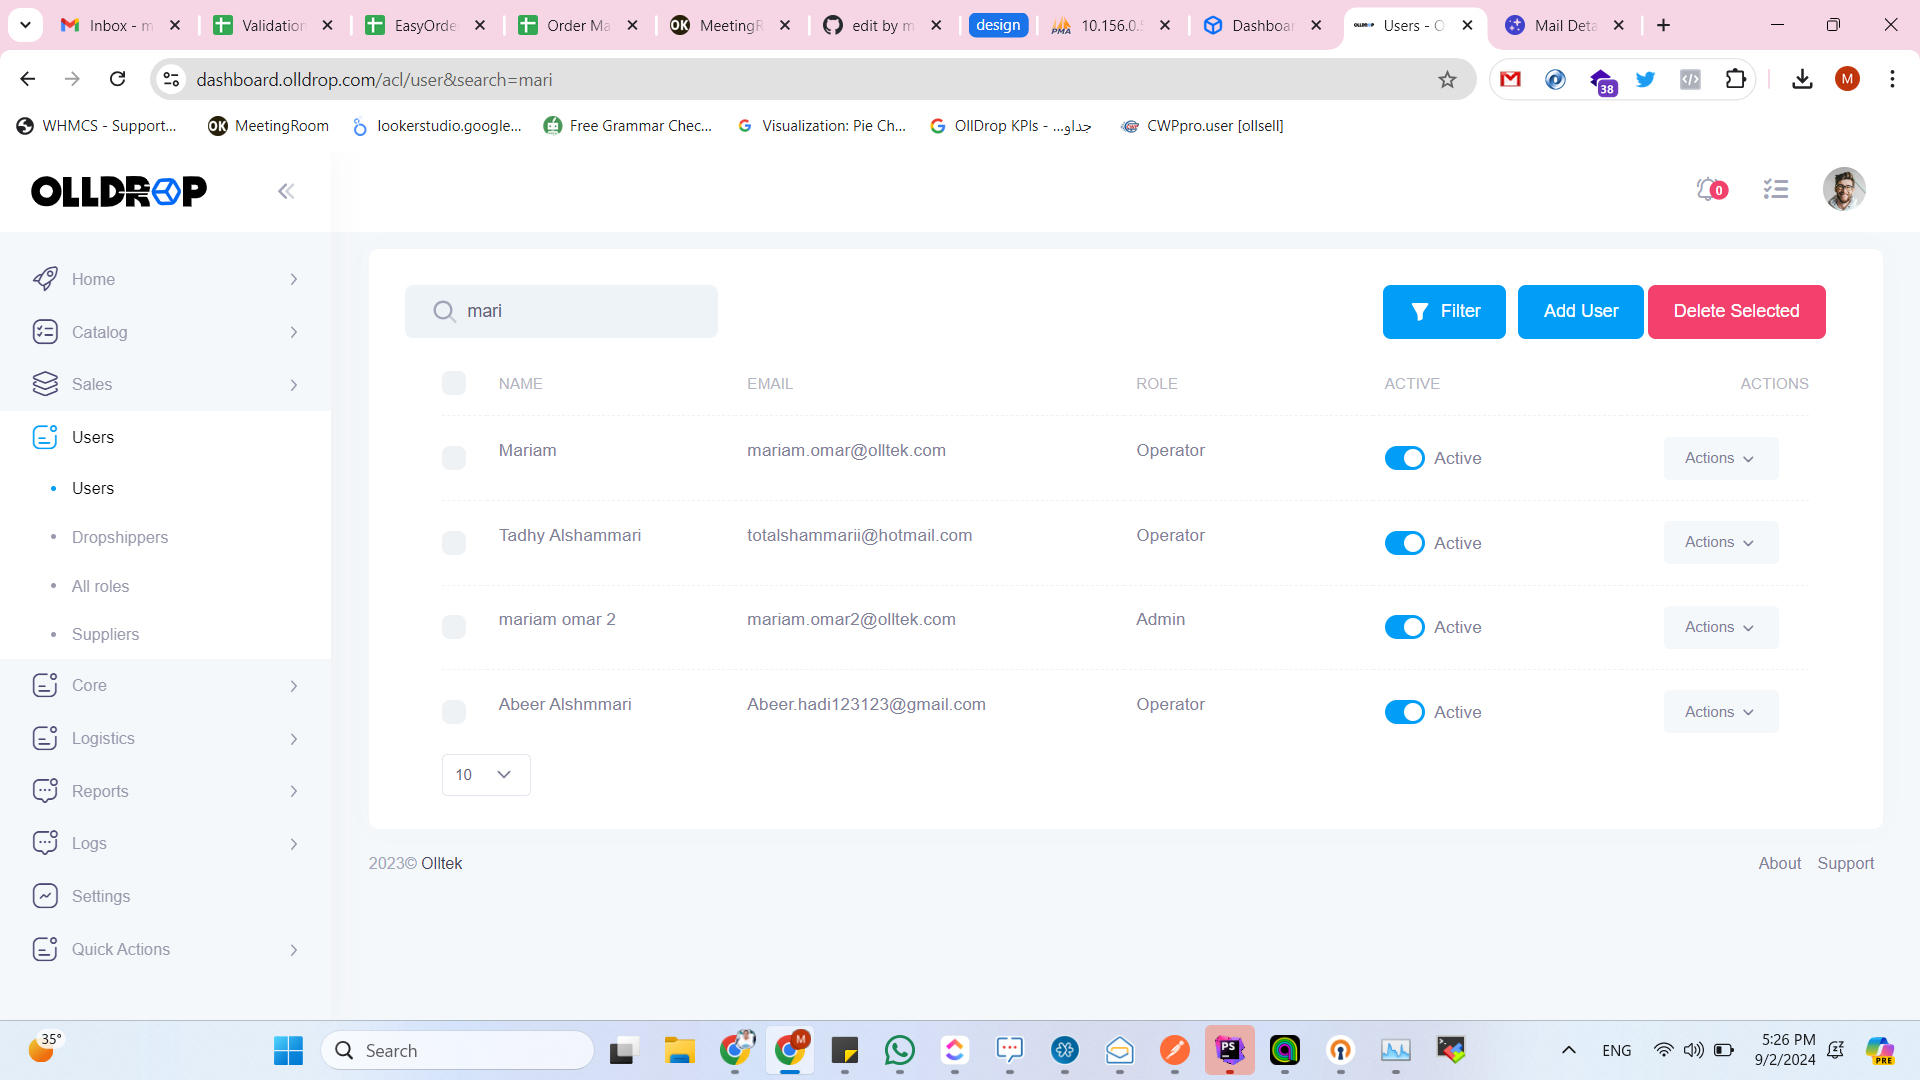 Inbox - m
Validation
EasyOrde
Order Ma
MeetingR
edit by m
design
10.156.0.5
Dashboar
Users - O
Mail Deta
dashboard.olldrop.com/acl/user&search=mari
38
M
WHMCS - Support...
MeetingRoom
lookerstudio.google...
Free Grammar Chec...
Visualization: Pie Ch...
OllDrop KPIs - ...جداو
CWPpro.user [ollsell]
OLLDROP
0
Home
Catalog
Sales
Users
Users
Dropshippers
All roles
Suppliers
Core
Logistics
Reports
Logs
Settings
Quick Actions
mari
Filter
Add User
Delete Selected
NAME EMAIL ROLE ACTIVE ACTIONS
Mariam mariam.omar@olltek.com Operator Active Actions
Tadhy Alshammari totalshammarii@hotmail.com Operator Active Actions
mariam omar 2 mariam.omar2@olltek.com Admin Active Actions
Abeer Alshmmari Abeer.hadi123123@gmail.com Operator Active Actions
10
2023© Olltek
About Support
35°
Search
M
PS
ENG
5:26 PM
9/2/2024
PRE